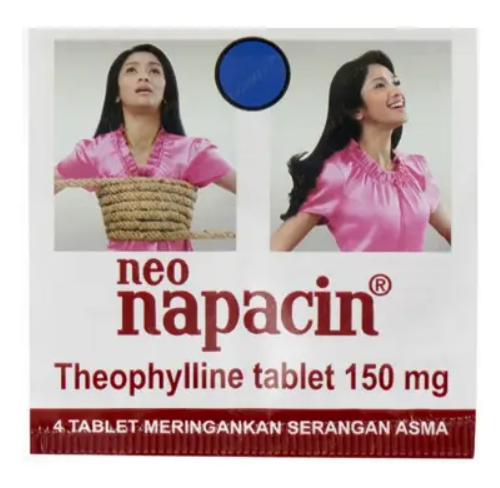 neo
napacin®
Theophylline tablet 150 mg
4 TABLET MERINGANKAN SERANGAN ASMA